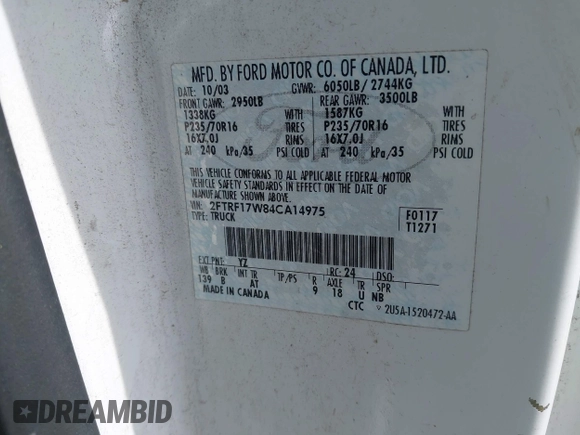 MFD. BY FORD MOTOR CO. OF CANADA, LTD.
DATE: 10/03 GVWR: 6050LB/ 2744KG
FRONT GAWR: 2950LB REAR GAWR: 3500LB
1338KG WITH 1587KG WITH
P235/70R16 TIRES P235/70R16 TIRES
16X7.0J RIMS 16X7.0J RIMS
AT 240 kPa/35 PSI COLD AT 240 kPa/35 PSI COLD
THIS VEHICLE CONFORMS TO ALL APPLICABLE FEDERAL MOTOR
VEHICLE SAFETY STANDARDS IN EFFECT ON THE DATE OF
MANUFACTURE SHOWN ABOVE.
VIN: 2FTRF17W84CA14975 F0117
TYPE: TRUCK T1271
EXT PNT: YZ RC: 24 DSO:
WB BRK INT TR TP/PS R AXLE TR SPR
139 B AT 9 18 U NB
MADE IN CANADA CTC 2U5A-1520472-AA
Ford
DREAMBID